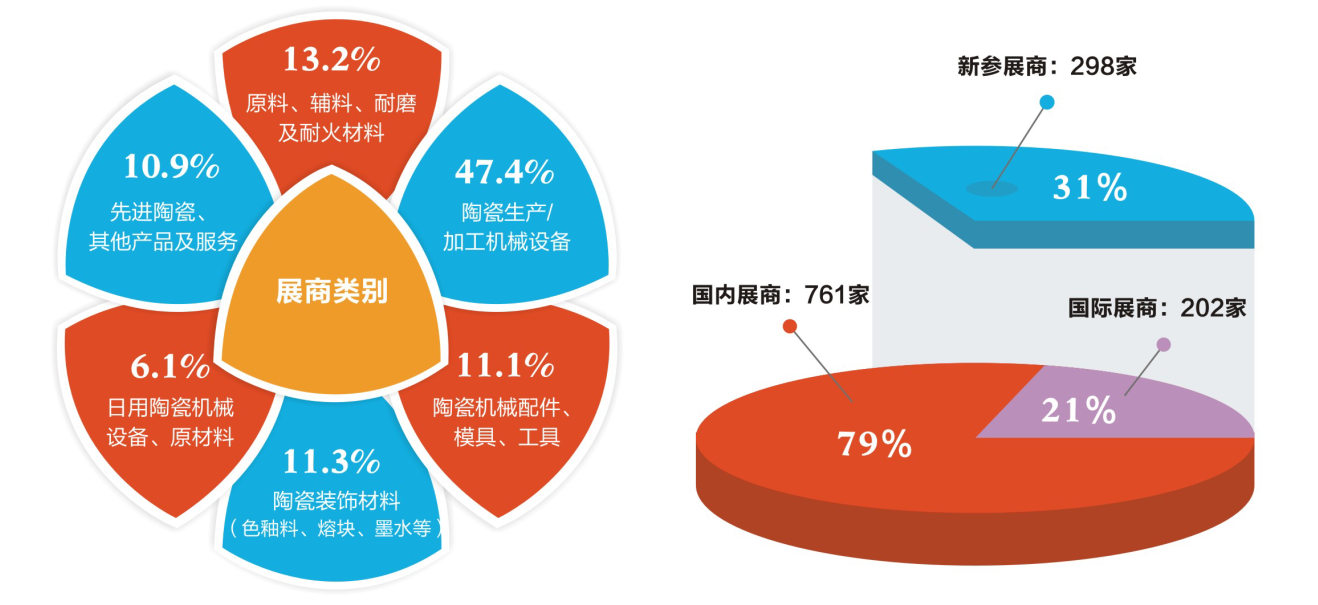 13.2%
原料、辅料、耐磨
及耐火材料
10.9%
先进陶瓷、
其他产品及服务
47.4%
陶瓷生产/
加工机械设备
展商类别
6.1%
日用陶瓷机械
设备、原材料
11.1%
陶瓷机械配件、
模具、工具
11.3%
陶瓷装饰材料
（色釉料、熔块、墨水等）
新参展商：298家
31%
国内展商：761家
国际展商：202家
21%
79%